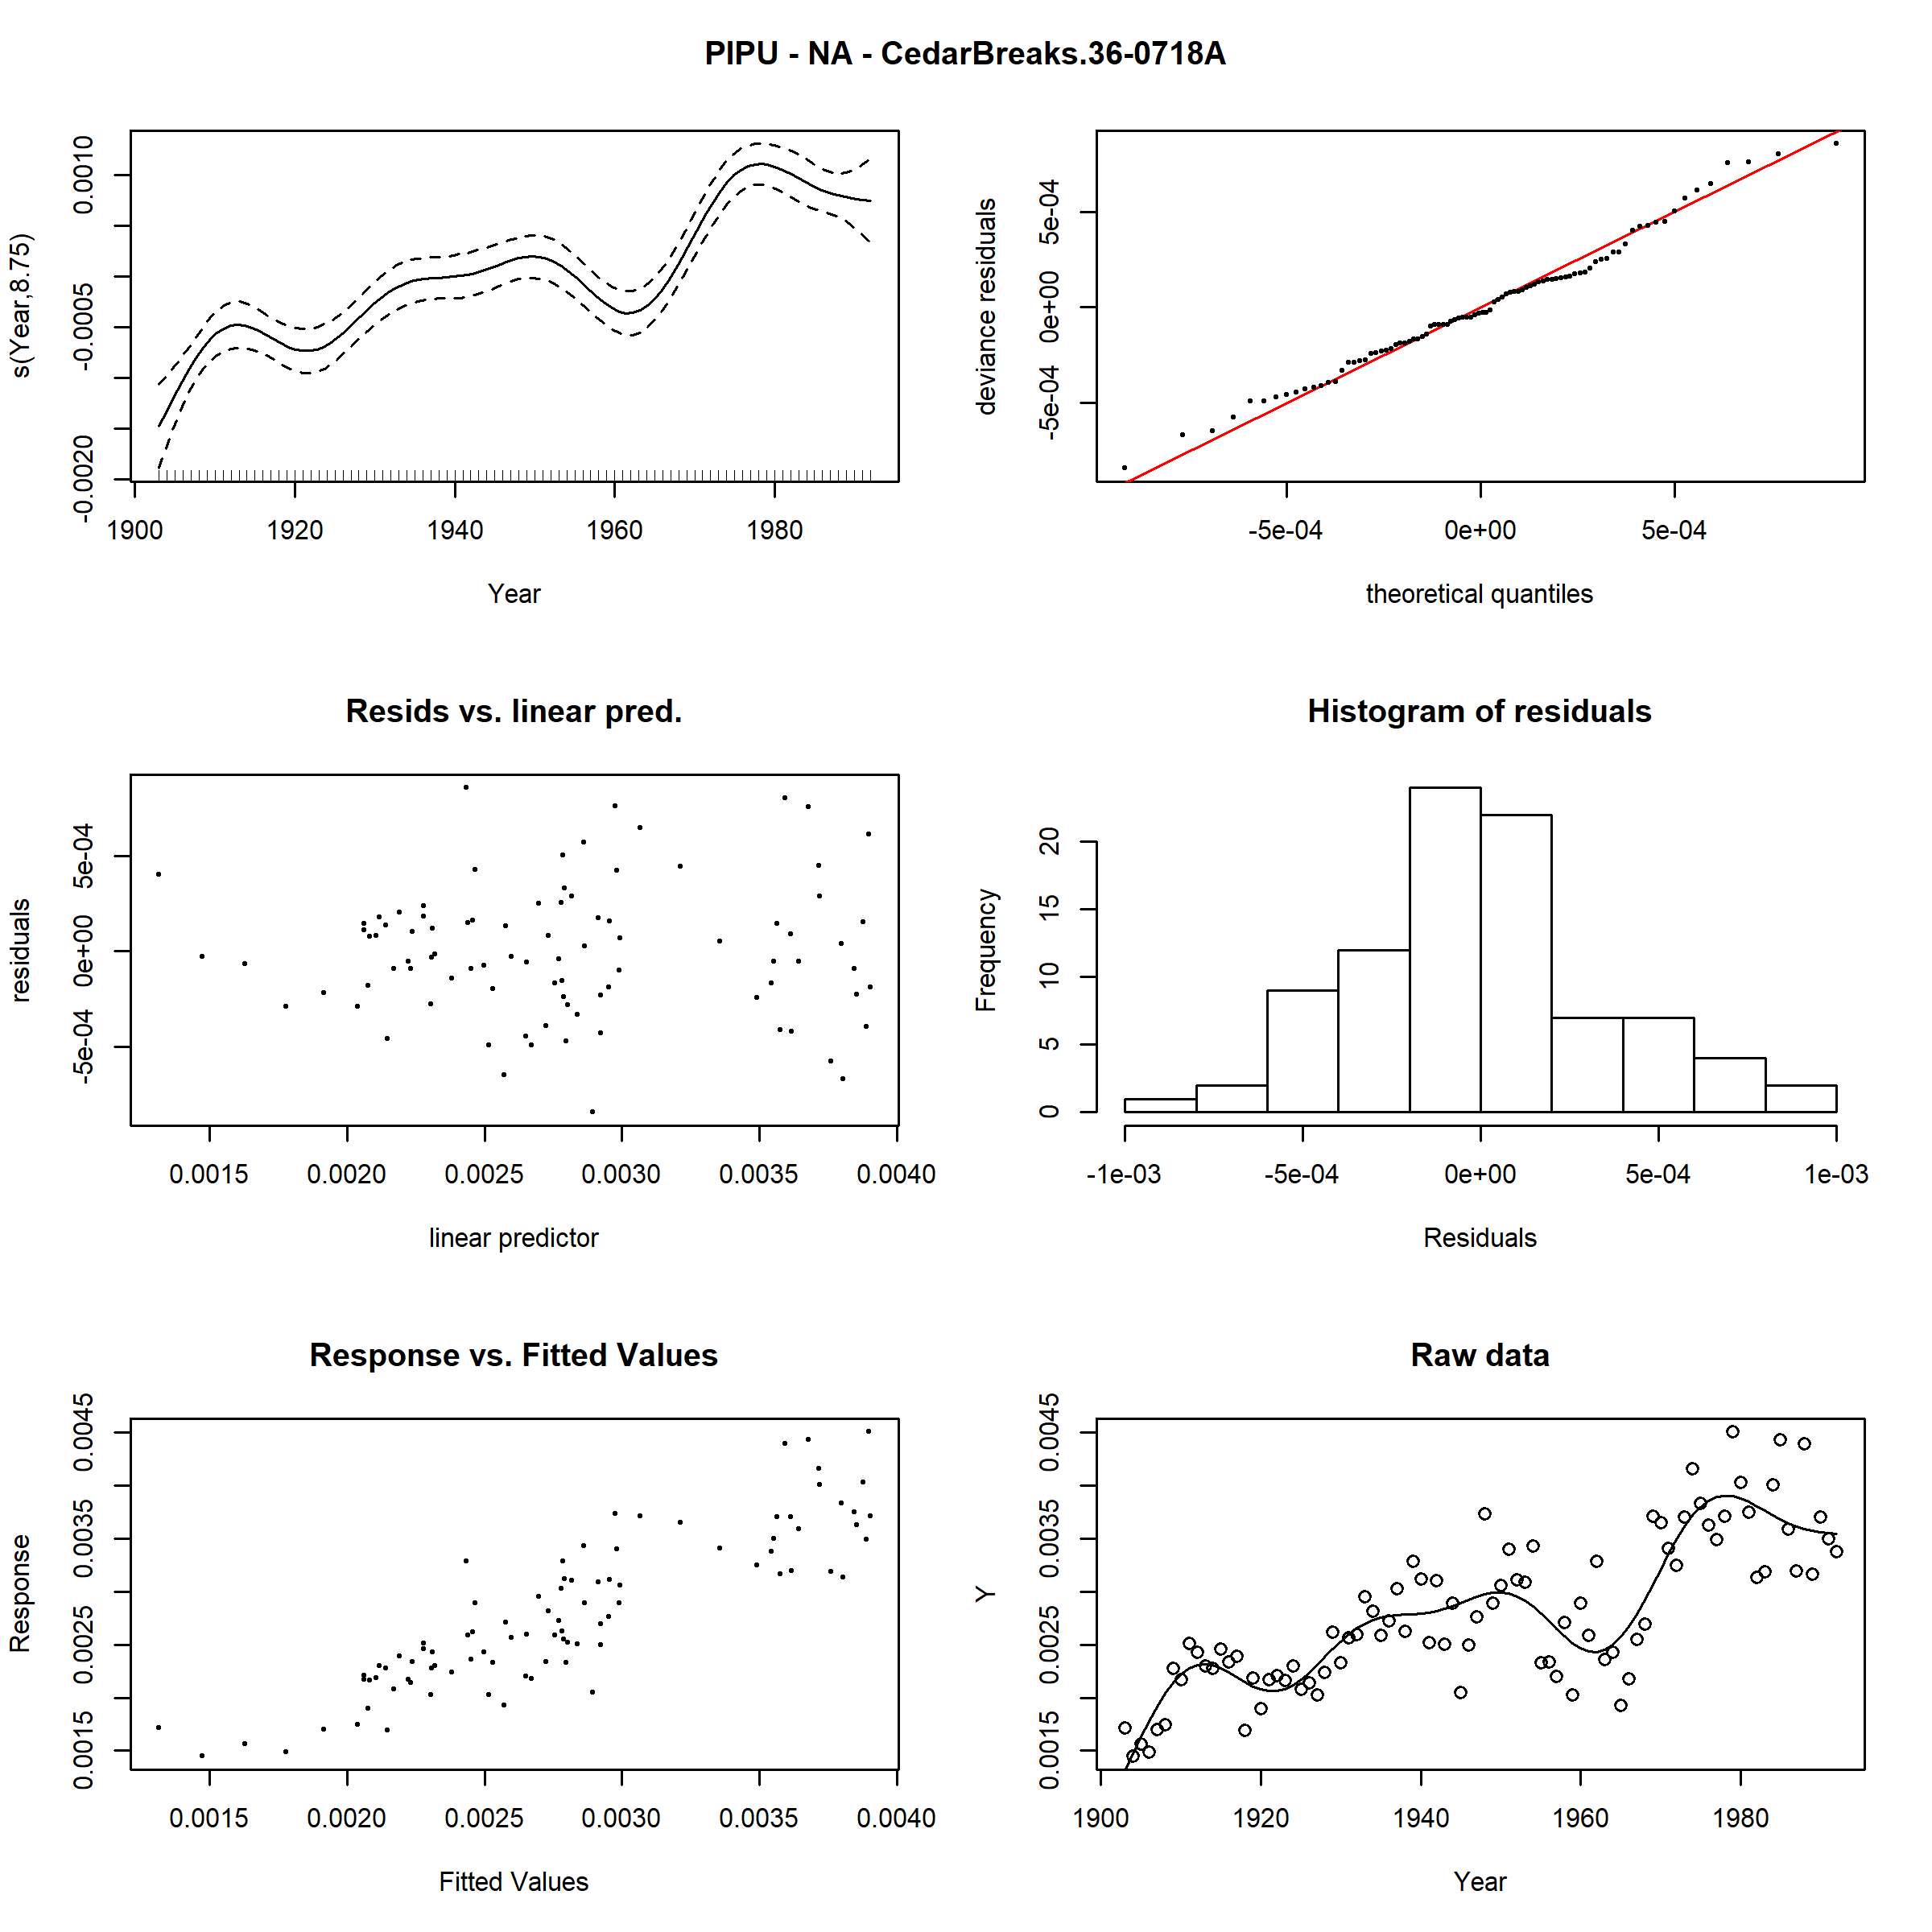 PIPU - NA - CedarBreaks.36-0718A
s(Year,8.75)
-0.0020 -0.0005 0.0010
1900 1920 1940 1960 1980
Year
deviance residuals
-5e-04 0e+00 5e-04
-5e-04 0e+00 5e-04
theoretical quantiles
Resids vs. linear pred.
residuals
-5e-04 0e+00 5e-04
0.0015 0.0020 0.0025 0.0030 0.0035 0.0040
linear predictor
Histogram of residuals
Frequency
0 5 10 15 20
-1e-03 -5e-04 0e+00 5e-04 1e-03
Residuals
Response vs. Fitted Values
Response
0.0015 0.0025 0.0035 0.0045
0.0015 0.0020 0.0025 0.0030 0.0035 0.0040
Fitted Values
Raw data
Y
0.0015 0.0025 0.0035 0.0045
1900 1920 1940 1960 1980
Year